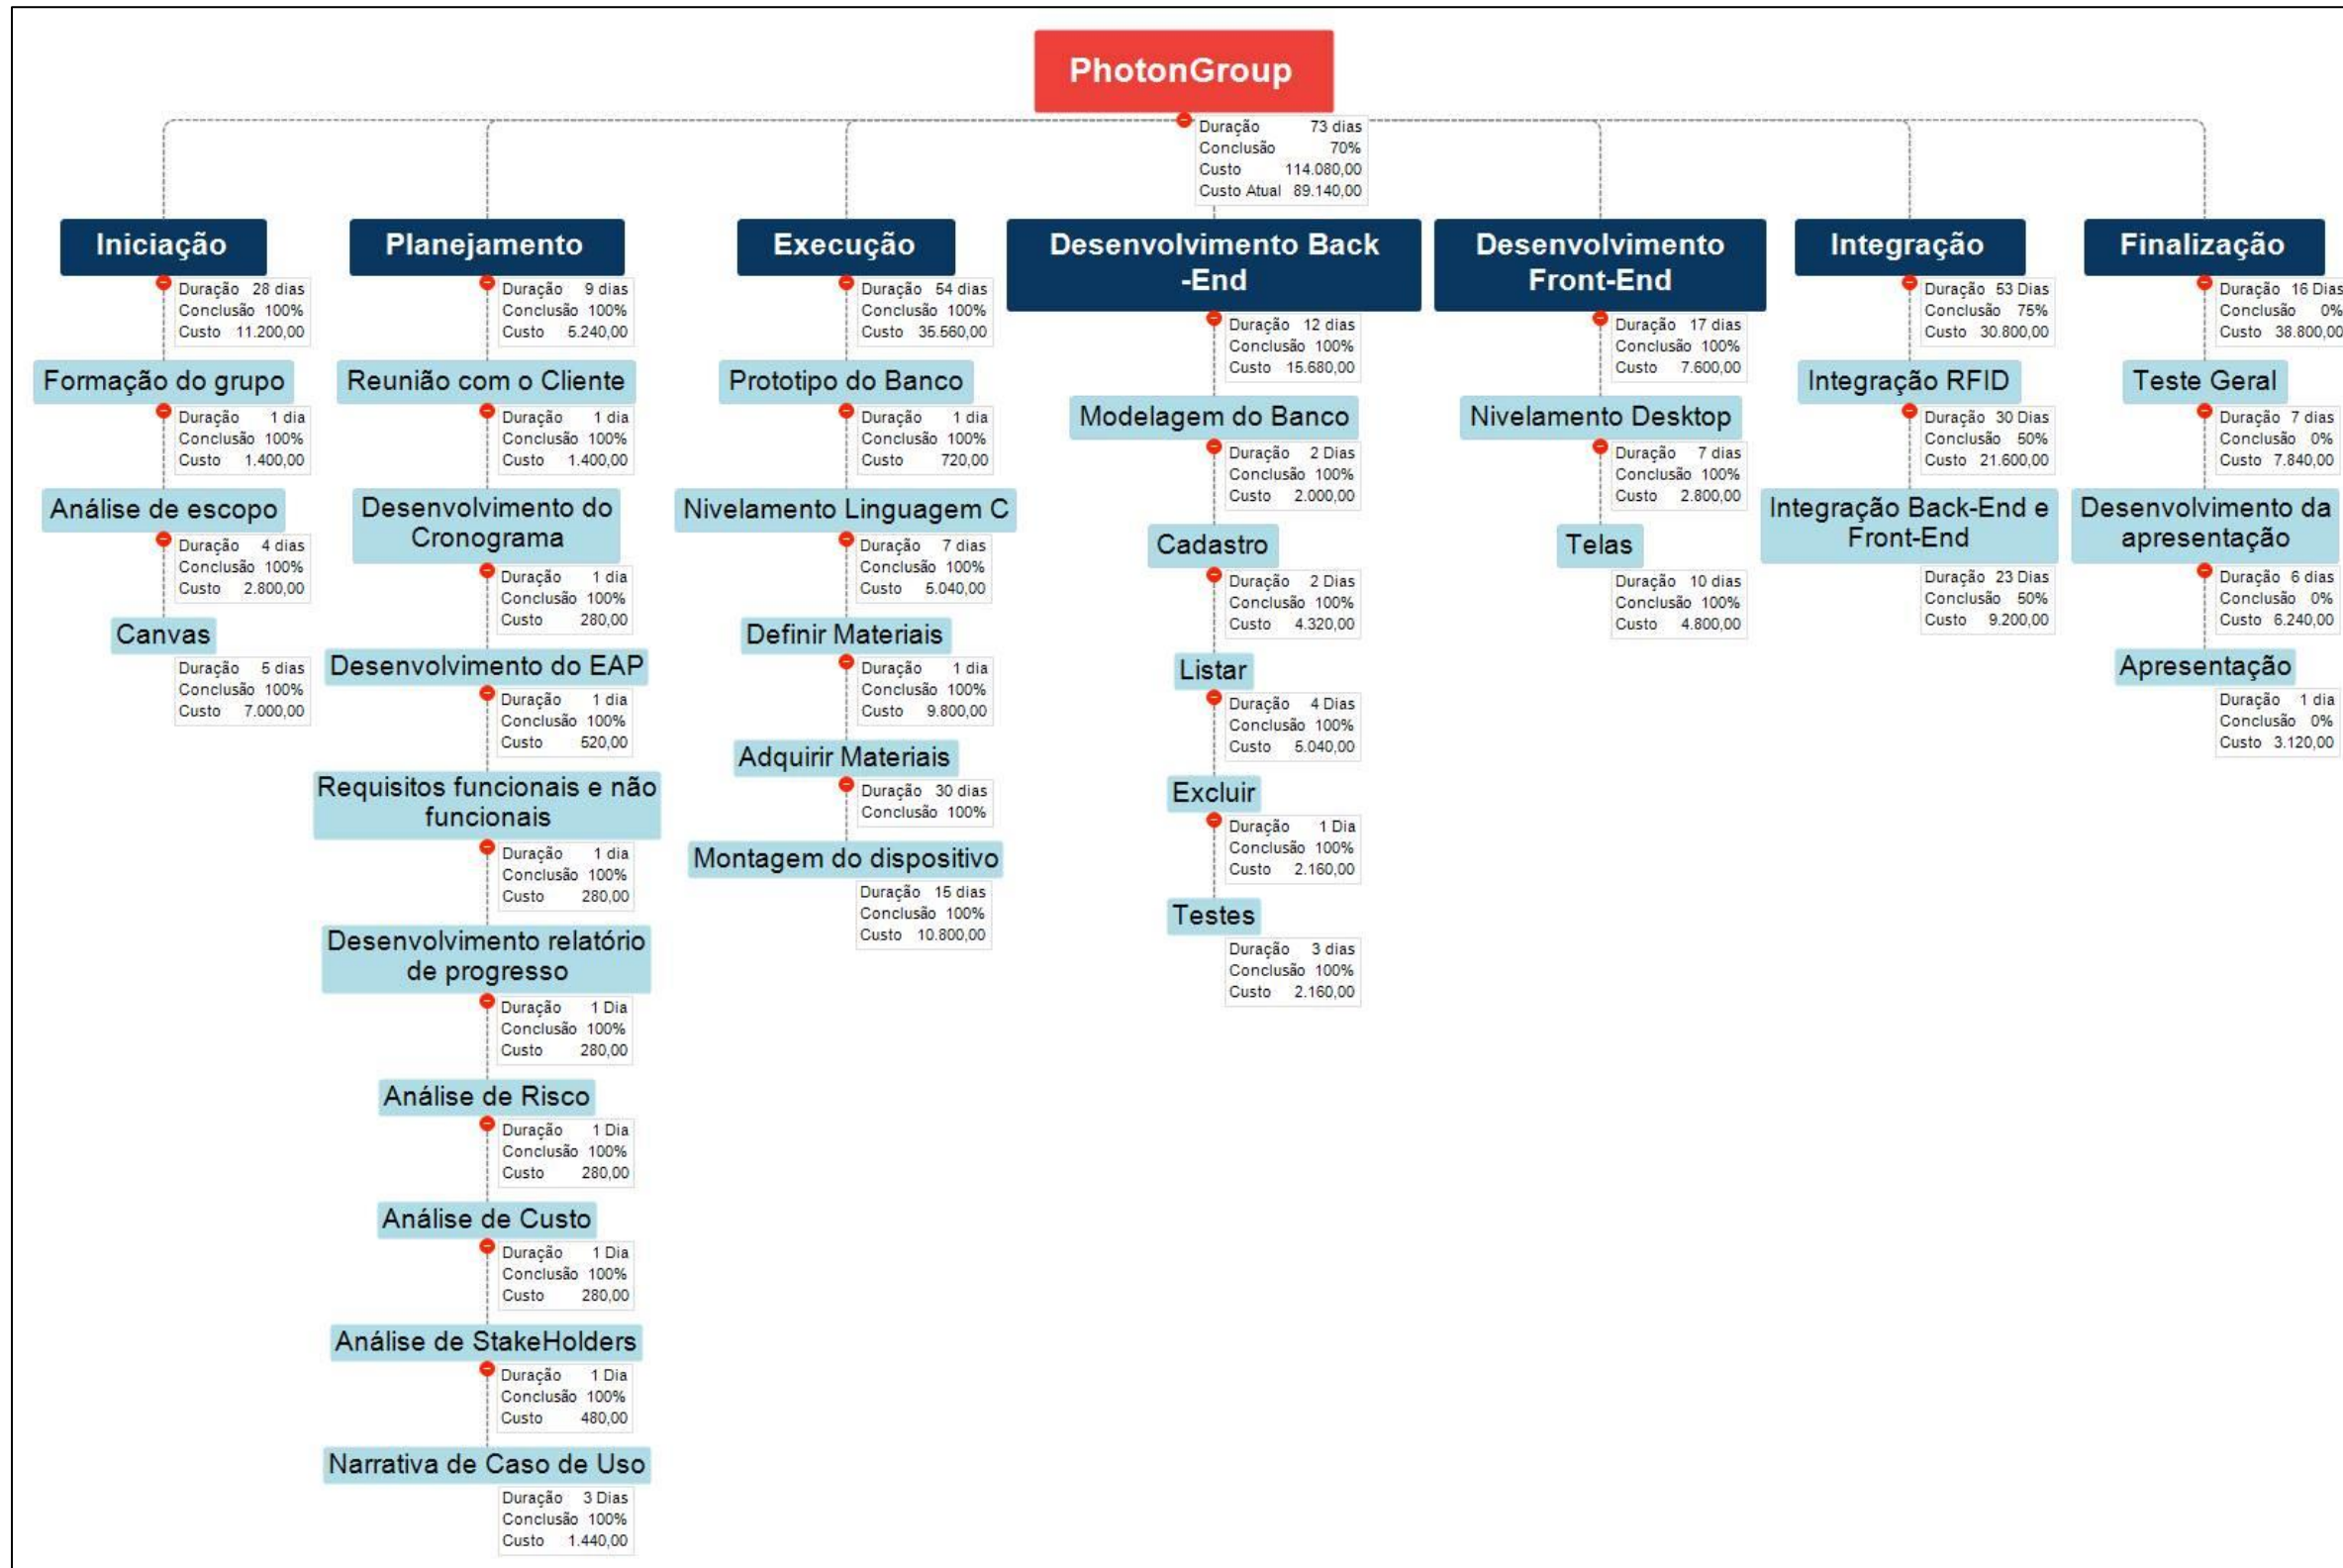 PhotonGroup
Duração 73 dias
Conclusão 70%
Custo 114.080,00
Custo Atual 89.140,00
Iniciação
Duração 28 dias
Conclusão 100%
Custo 11.200,00
Formação do grupo
Duração 1 dia
Conclusão 100%
Custo 1.400,00
Análise de escopo
Duração 4 dias
Conclusão 100%
Custo 2.800,00
Canvas
Duração 5 dias
Conclusão 100%
Custo 7.000,00
Planejamento
Duração 9 dias
Conclusão 100%
Custo 5.240,00
Reunião com o Cliente
Duração 1 dia
Conclusão 100%
Custo 1.400,00
Desenvolvimento do
Cronograma
Duração 1 dia
Conclusão 100%
Custo 280,00
Desenvolvimento do EAP
Duração 1 dia
Conclusão 100%
Custo 520,00
Requisitos funcionais e não
funcionais
Duração 1 dia
Conclusão 100%
Custo 280,00
Desenvolvimento relatório
de progresso
Duração 1 Dia
Conclusão 100%
Custo 280,00
Análise de Risco
Duração 1 Dia
Conclusão 100%
Custo 280,00
Análise de Custo
Duração 1 Dia
Conclusão 100%
Custo 280,00
Análise de StakeHolders
Duração 1 Dia
Conclusão 100%
Custo 480,00
Narrativa de Caso de Uso
Duração 3 Dias
Conclusão 100%
Custo 1.440,00
Execução
Duração 54 dias
Conclusão 100%
Custo 35.560,00
Prototipo do Banco
Duração 1 dia
Conclusão 100%
Custo 720,00
Nivelamento Linguagem C
Duração 7 dias
Conclusão 100%
Custo 5.040,00
Definir Materiais
Duração 1 dia
Conclusão 100%
Custo 9.800,00
Adquirir Materiais
Duração 30 dias
Conclusão 100%
Montagem do dispositivo
Duração 15 dias
Conclusão 100%
Custo 10.800,00
Desenvolvimento Back
-End
Duração 12 dias
Conclusão 100%
Custo 15.680,00
Modelagem do Banco
Duração 2 Dias
Conclusão 100%
Custo 2.000,00
Cadastro
Duração 2 Dias
Conclusão 100%
Custo 4.320,00
Listar
Duração 4 Dias
Conclusão 100%
Custo 5.040,00
Excluir
Duração 1 Dia
Conclusão 100%
Custo 2.160,00
Testes
Duração 3 dias
Conclusão 100%
Custo 2.160,00
Desenvolvimento
Front-End
Duração 17 dias
Conclusão 100%
Custo 7.600,00
Nivelamento Desktop
Duração 7 dias
Conclusão 100%
Custo 2.800,00
Telas
Duração 10 dias
Conclusão 100%
Custo 4.800,00
Integração
Duração 53 Dias
Conclusão 75%
Custo 30.800,00
Integração RFID
Duração 30 Dias
Conclusão 50%
Custo 21.600,00
Integração Back-End e
Front-End
Duração 23 Dias
Conclusão 50%
Custo 9.200,00
Finalização
Duração 16 Dias
Conclusão 0%
Custo 38.800,00
Teste Geral
Duração 7 dias
Conclusão 0%
Custo 7.840,00
Desenvolvimento da
apresentação
Duração 6 dias
Conclusão 0%
Custo 6.240,00
Apresentação
Duração 1 dia
Conclusão 0%
Custo 3.120,00